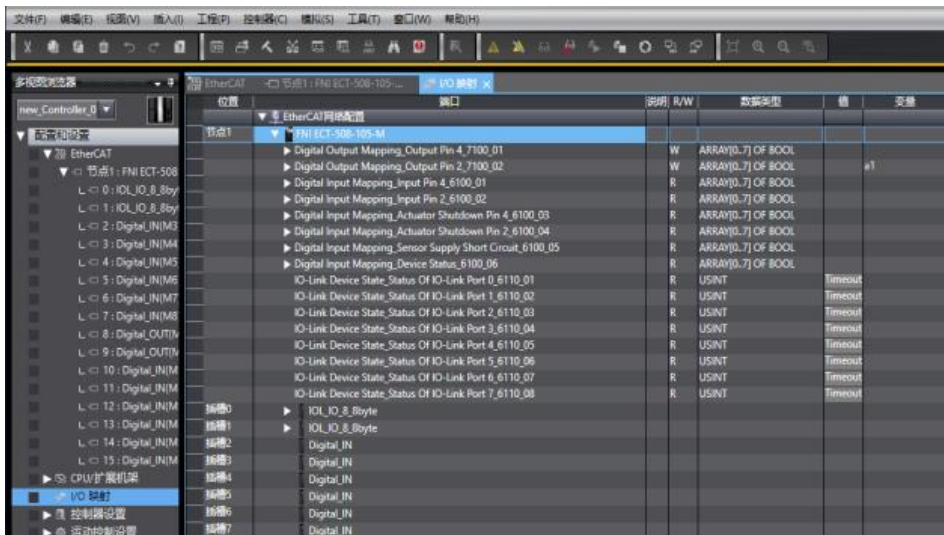 文件(F) 编辑(E) 视图(V) 插入(I) 工程(P) 控制器(C) 模拟(S) 工具(T) 窗口(W) 帮助(H)
多视图浏览器
new_Controller_0
配置和设置
EtherCAT
节点1 : FNI ECT-508
0 : IOL_IO_8_8by
1 : IOL_IO_8_8by
2 : Digital_IN(M3
3 : Digital_IN(M4
4 : Digital_IN(M5
5 : Digital_IN(M6
6 : Digital_IN(M7
7 : Digital_IN(M8
8 : Digital_OUT(M
9 : Digital_OUT(M
10 : Digital_IN(M
11 : Digital_IN(M
12 : Digital_IN(M
13 : Digital_IN(M
14 : Digital_IN(M
15 : Digital_IN(M
CPU/扩展机架
I/O 映射
控制器设置
运动控制设置
EtherCAT 节点1 : FNI ECT-508-105-... I/O 映射
位置 端口 说明 R/W 数据类型 值 变量
EtherCAT网络配置
节点1 FNI ECT-508-105-M
Digital Output Mapping_Output Pin 4_7100_01 W ARRAY[0..7] OF BOOL
Digital Output Mapping_Output Pin 2_7100_02 W ARRAY[0..7] OF BOOL a1
Digital Input Mapping_Input Pin 4_6100_01 R ARRAY[0..7] OF BOOL
Digital Input Mapping_Input Pin 2_6100_02 R ARRAY[0..7] OF BOOL
Digital Input Mapping_Actuator Shutdown Pin 4_6100_03 R ARRAY[0..7] OF BOOL
Digital Input Mapping_Actuator Shutdown Pin 2_6100_04 R ARRAY[0..7] OF BOOL
Digital Input Mapping_Sensor Supply Short Circuit_6100_05 R ARRAY[0..7] OF BOOL
Digital Input Mapping_Device Status_6100_06 R ARRAY[0..7] OF BOOL
IO-Link Device State_Status Of IO-Link Port 0_6110_01 R USINT Timeout
IO-Link Device State_Status Of IO-Link Port 1_6110_02 R USINT Timeout
IO-Link Device State_Status Of IO-Link Port 2_6110_03 R USINT Timeout
IO-Link Device State_Status Of IO-Link Port 3_6110_04 R USINT Timeout
IO-Link Device State_Status Of IO-Link Port 4_6110_05 R USINT Timeout
IO-Link Device State_Status Of IO-Link Port 5_6110_06 R USINT Timeout
IO-Link Device State_Status Of IO-Link Port 6_6110_07 R USINT Timeout
IO-Link Device State_Status Of IO-Link Port 7_6110_08 R USINT Timeout
插槽0 IOL_IO_8_8byte
插槽1 IOL_IO_8_8byte
插槽2 Digital_IN
插槽3 Digital_IN
插槽4 Digital_IN
插槽5 Digital_IN
插槽6 Digital_IN
插槽7 Digital_IN